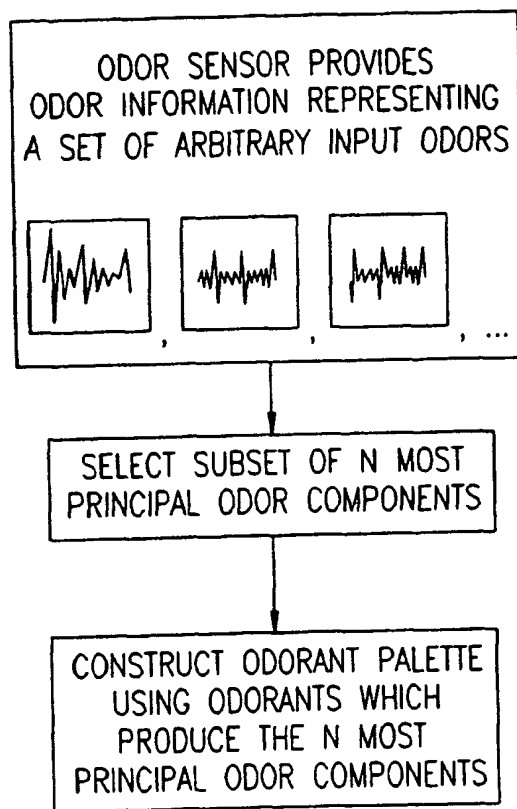 ODOR SENSOR PROVIDES
ODOR INFORMATION REPRESENTING
A SET OF ARBITRARY INPUT ODORS
, , , ...
SELECT SUBSET OF N MOST
PRINCIPAL ODOR COMPONENTS
CONSTRUCT ODORANT PALETTE
USING ODORANTS WHICH
PRODUCE THE N MOST
PRINCIPAL ODOR COMPONENTS